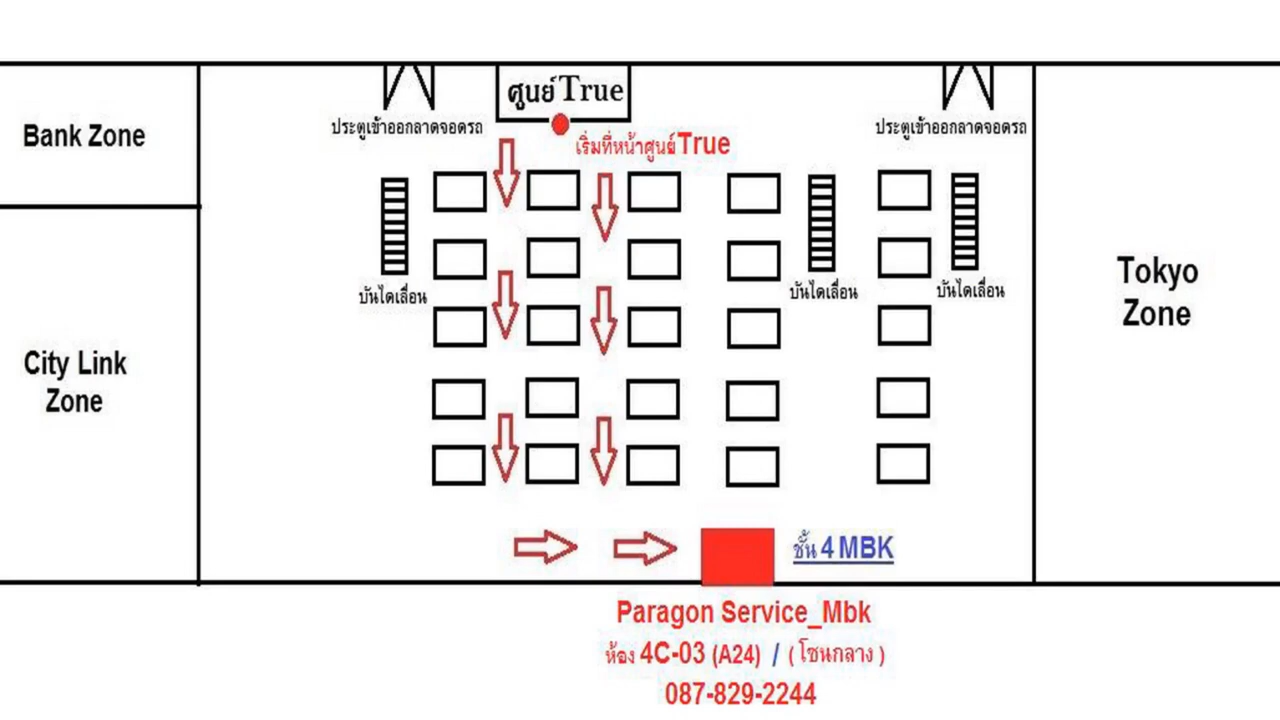 ศูนย์True
Bank Zone
ประตูเข้าออกลาดจอดรถ
ประตูเข้าออกลาดจอดรถ
เริ่มที่หน้าศูนย์True
บันไดเลื่อน
บันไดเลื่อน
บันไดเลื่อน
Tokyo
Zone
City Link
Zone
ชั้น 4 MBK
Paragon Service_Mbk
ห้อง 4C-03 (A24) / ( โซนกลาง )
087-829-2244